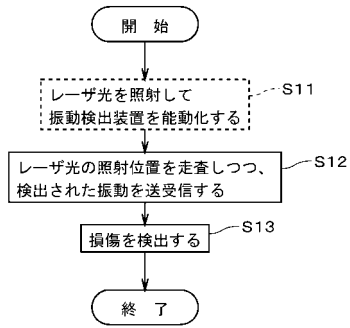 開 始
レーザ光を照射して
振動検出装置を能動化する
S11
レーザ光の照射位置を走査しつつ、
検出された振動を送受信する
S12
損傷を検出する
S13
終 了